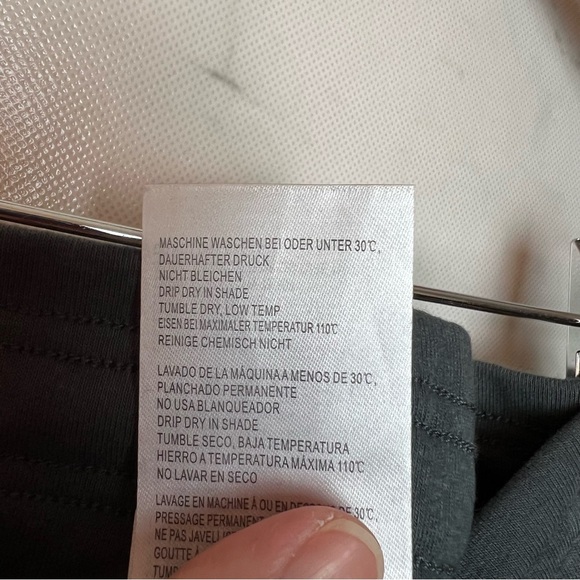 MASCHINE WASCHEN BEI ODER UNTER 30℃,
DAUERHAFTER DRUCK
NICHT BLEICHEN
DRIP DRY IN SHADE
TUMBLE DRY, LOW TEMP
EISEN BEI MAXIMALER TEMPERATUR 110℃
REINIGE CHEMISCH NICHT
LAVADO DE LA MÁQUINA A MENOS DE 30℃,
PLANCHADO PERMANENTE
NO USA BLANQUEADOR
DRIP DRY IN SHADE
TUMBLE SECO, BAJA TEMPERATURA
HIERRO A TEMPERATURA MÁXIMA 110℃
NO LAVAR EN SECO
LAVAGE EN MACHINE À OU EN 30℃,
PRESSAGE
NE PAS
GOUTTE À